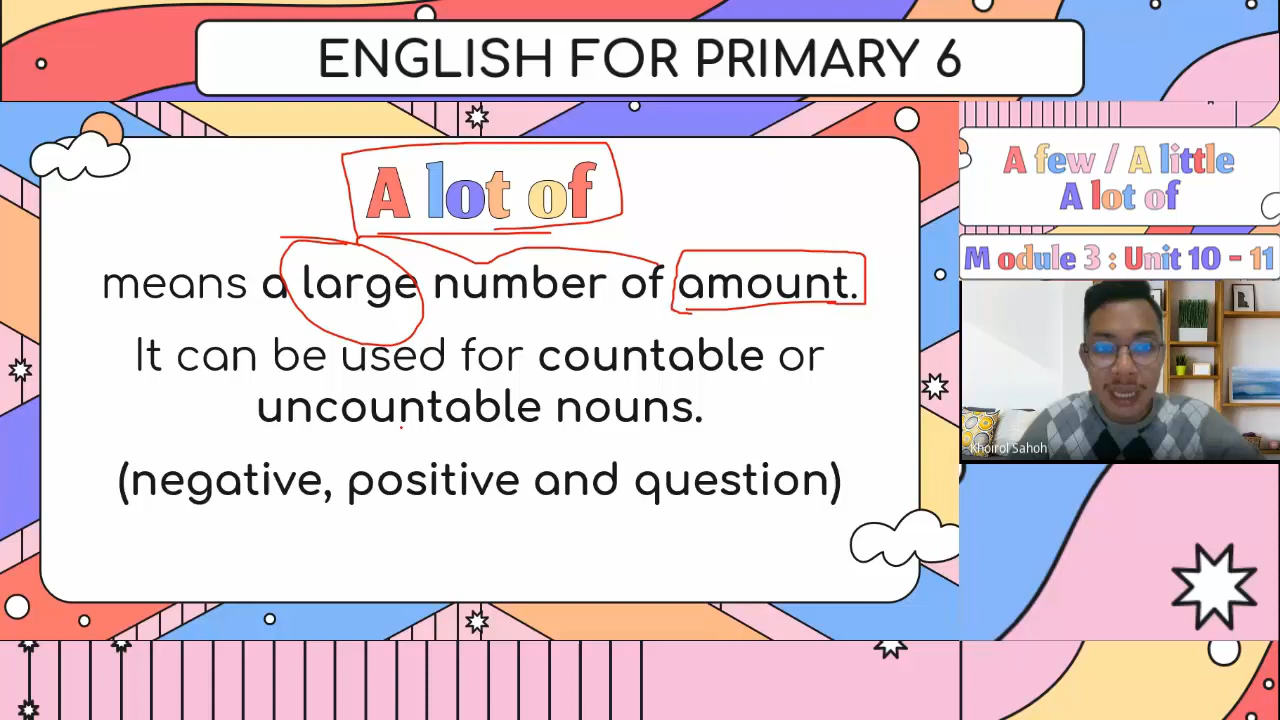 ENGLISH FOR PRIMARY 6
A lot of
means a large number of amount.
It can be used for countable or
uncountable nouns.
(negative, positive and question)
A few / A little
A lot of
Module 3 : Unit 10 - 11
Khoirol Sahoh